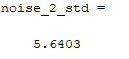 noise_2_std =
5.6403